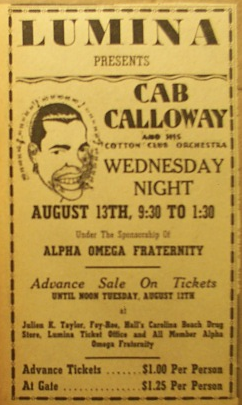 LUMINA
PRESENTS
CAB
CALLOWAY
AND HIS
COTTON CLUB ORCHESTRA
WEDNESDAY
NIGHT
AUGUST 13TH, 9:30 TO 1:30
Under The Sponsorship Of
ALPHA OMEGA FRATERNITY
Advance Sale On Tickets
UNTIL NOON TUESDAY, AUGUST 12TH
at
Julien K. Taylor, Foy-Roe, Hall's Carolina Beach Drug
Store, Lumina Ticket Office and All Member Alpha
Omega Fraternity
Advance Tickets ....... $1.00 Per Person
At Gate ............... $1.25 Per Person